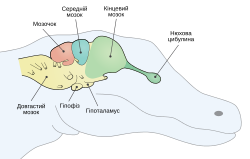 Середній
мозок
Кінцевий
мозок
Мозочок
Нюхова
цибулина
Довгастий
мозок
Гіпофіз
Гіпоталамус